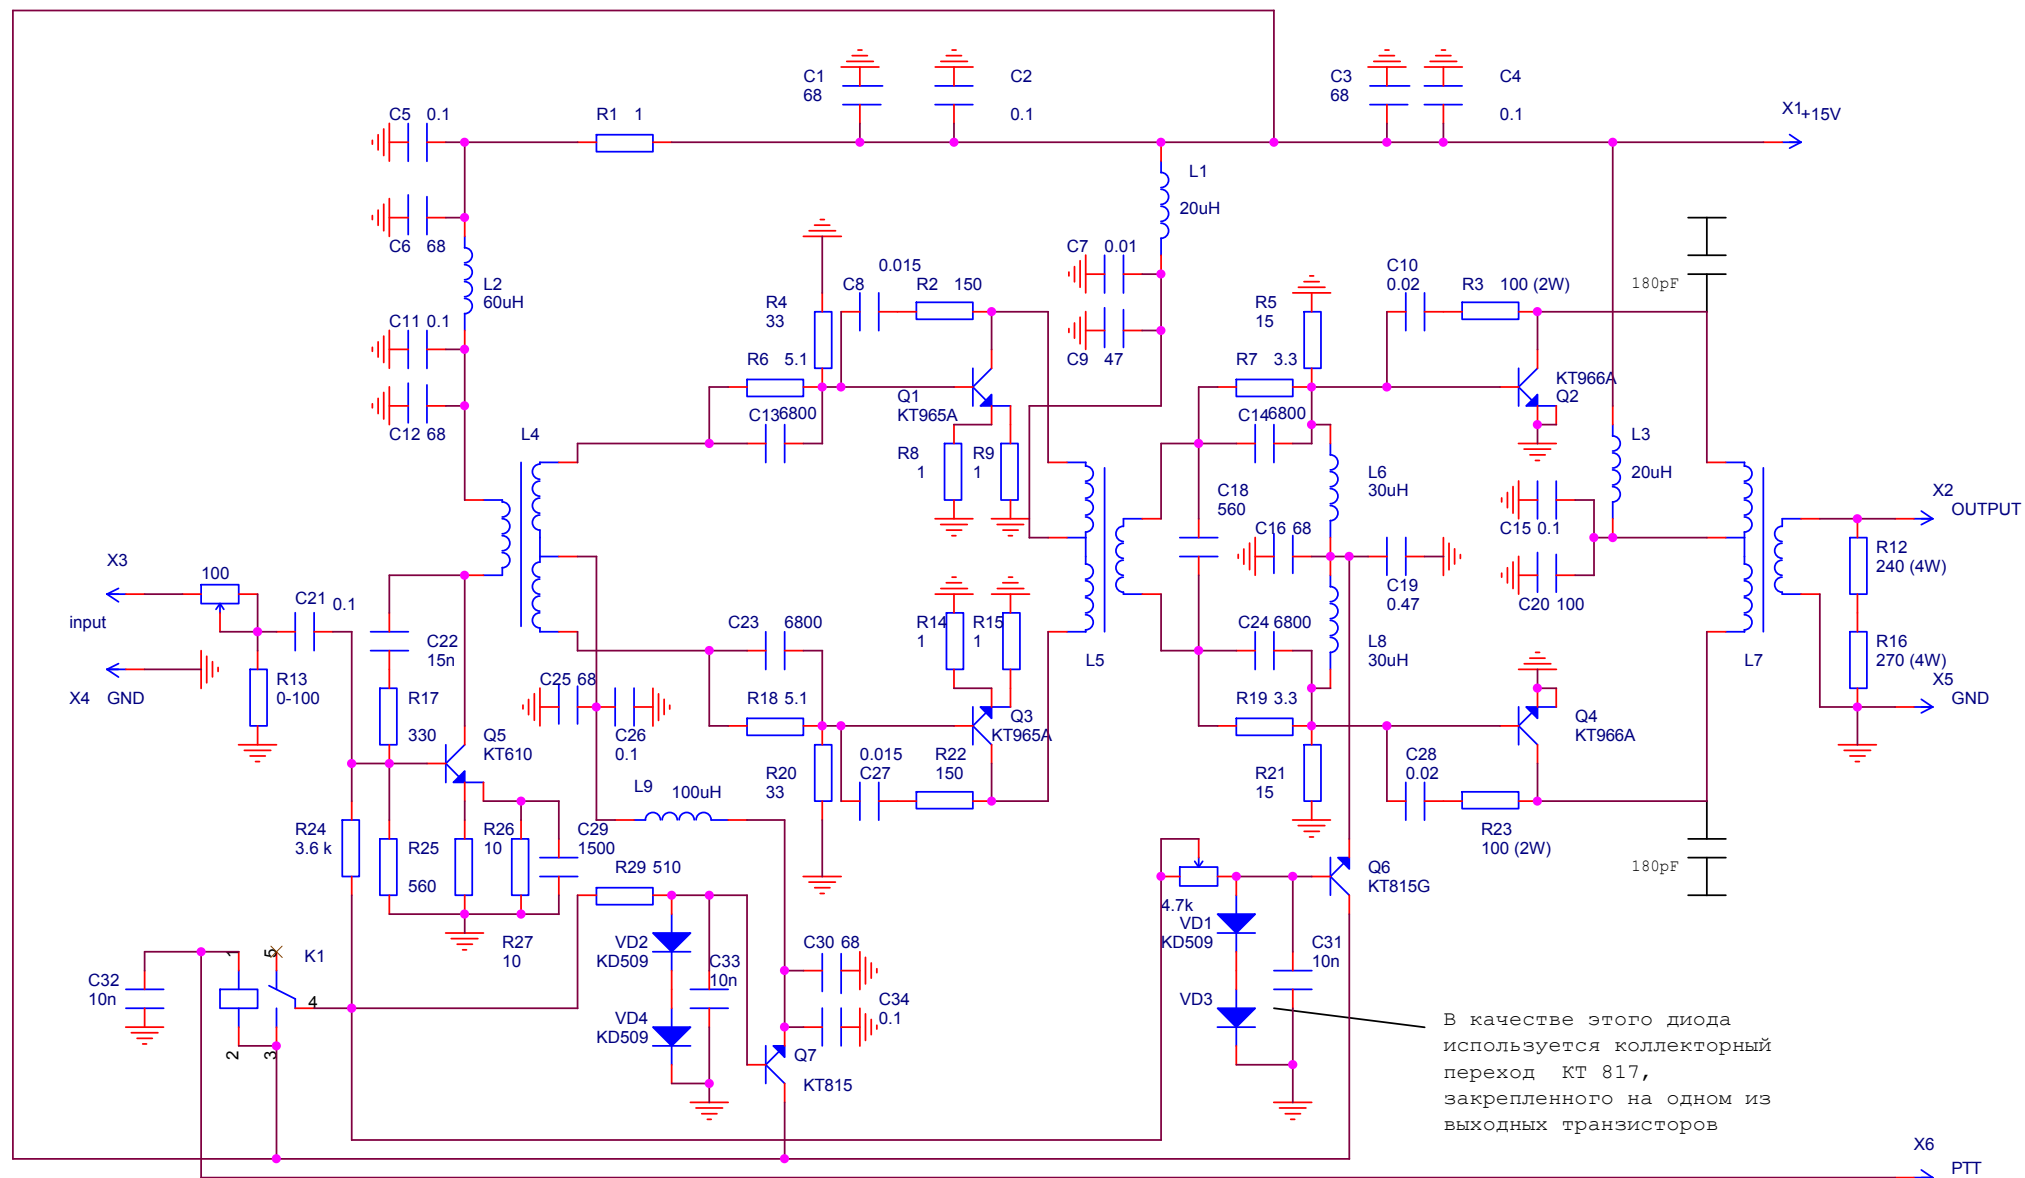 C1
68
C2
0.1
C3
68
C4
0.1
X1
+15V
C5 0.1
R1 1
C6 68
L2
60uH
C11 0.1
C12 68
L1
20uH
C7 0.01
C9 47
0.015
C8
R2 150
R4
33
R6 5.1
C13 6800
Q1
KT965A
R8
1
R9
1
C10
0.02
R3 100 (2W)
R5
15
R7 3.3
C14 6800
KT966A
Q2
180pF
L3
20uH
L4
L6
30uH
C18
560
C16 68
C19
0.47
C15 0.1
C20 100
X2
OUTPUT
R12
240 (4W)
R16
270 (4W)
X5
GND
L7
X3
input
X4 GND
100
C21 0.1
R13
0-100
C22
15n
R17
330
Q5
KT610
C23 6800
C25 68
C26
0.1
R18 5.1
R14
1
R15
1
Q3
KT965A
L5
C24 6800
L8
30uH
R19 3.3
Q4
KT966A
L9 100uH
R20
33
0.015
C27
R22
150
R21
15
C28
0.02
R23
100 (2W)
180pF
R24
3.6 k
R25
560
R26
10
C29
1500
R27
10
R29 510
VD2
KD509
VD4
KD509
C33
10n
C30 68
C34
0.1
Q7
KT815
4.7k
VD1
KD509
VD3
C31
10n
Q6
KT815G
C32
10n
K1
1
5
4
2
3
В качестве этого диода
используется коллекторный
переход КТ 817,
закрепленного на одном из
выходных транзисторов
X6
PTT